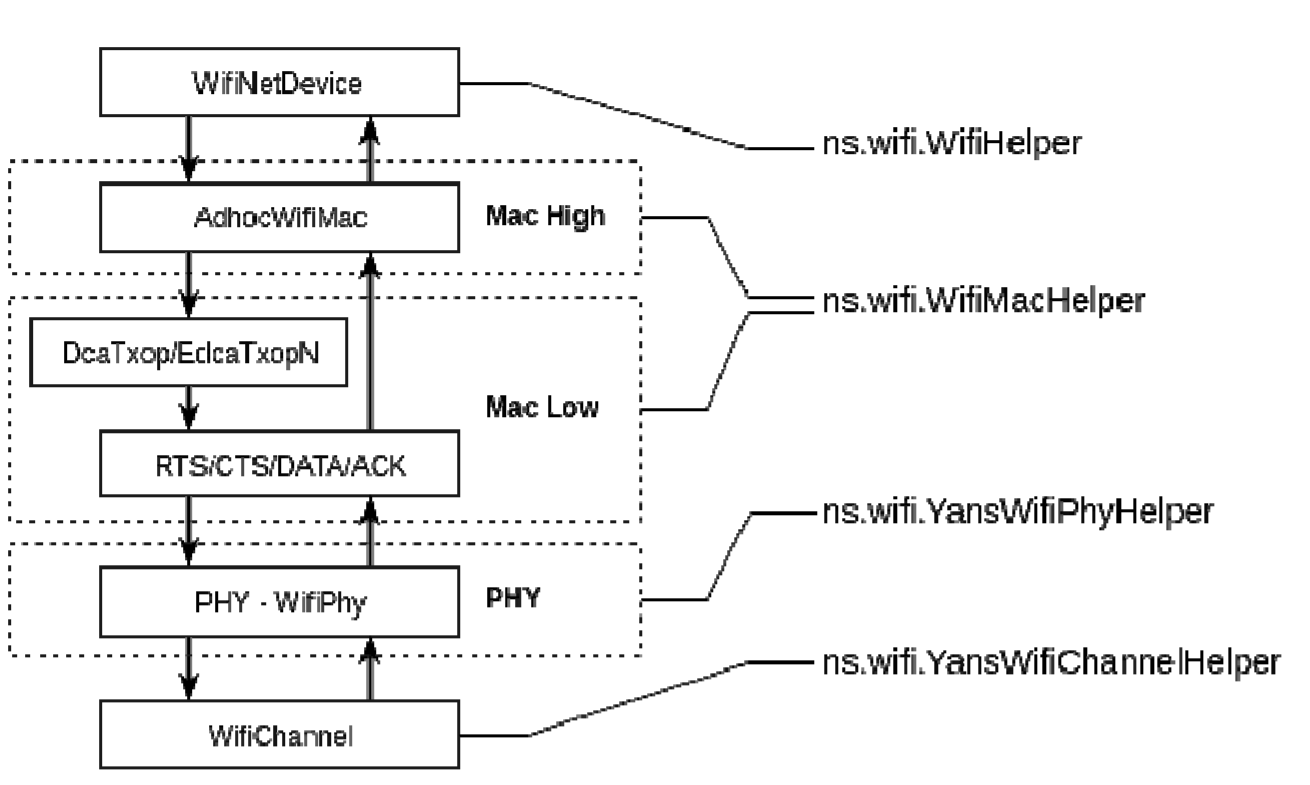 WifiNetDevice
ns.wifi.WifiHelper
AdhocWifiMac
Mac High
ns.wifi.WifiMacHelper
DcaTxop/EdcaTxopN
Mac Low
RTS/CTS/DATA/ACK
ns.wifi.YansWifiPhyHelper
PHY - WifiPhy
PHY
ns.wifi.YansWifiChannelHelper
WifiChannel